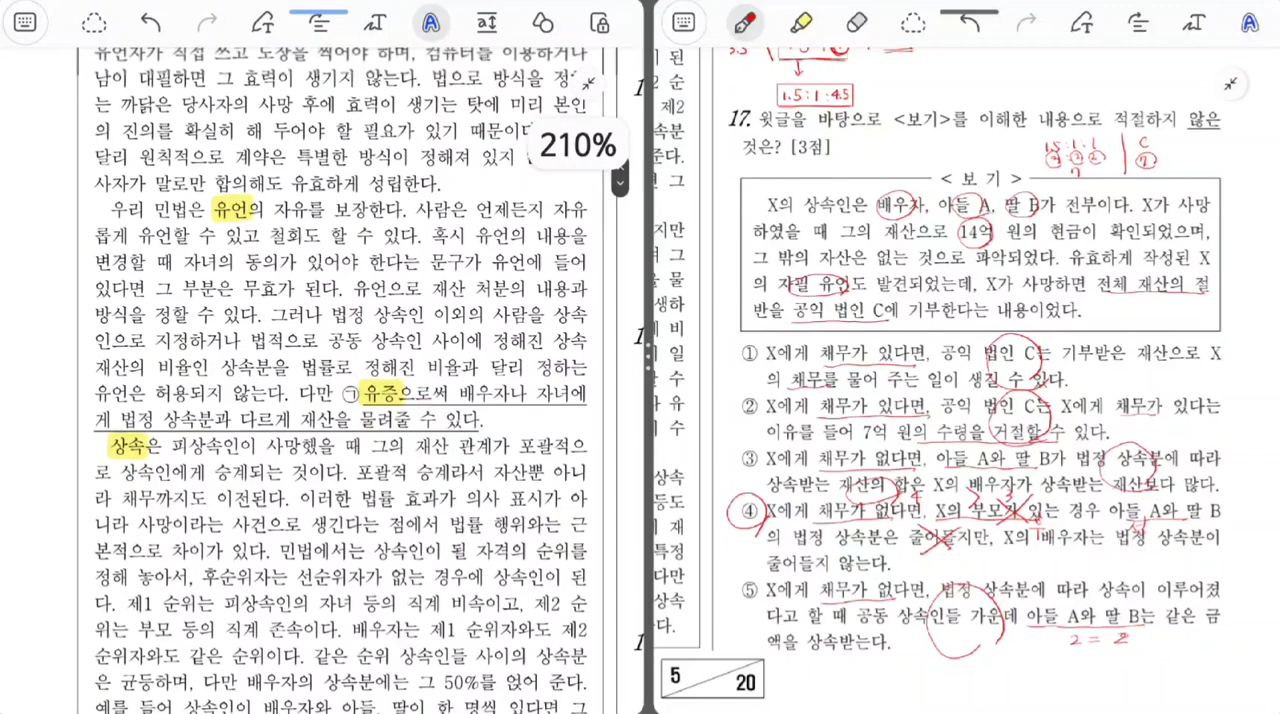 유언자가 직접 쓰고 도장을 찍어야 하며, 컴퓨터를 이용하거나
남이 대필하면 그 효력이 생기지 않는다. 법으로 방식을 정
는 까닭은 당사자의 사망 후에 효력이 생기는 탓에 미리 본인
의 진의를 확실히 해 두어야 할 필요가 있기 때문이다
달리 원칙적으로 계약은 특별한 방식이 정해져 있지
사자가 말로만 합의해도 유효하게 성립한다.
210%
우리 민법은 유언의 자유를 보장한다. 사람은 언제든지 자유
롭게 유언할 수 있고 철회도 할 수 있다. 혹시 유언의 내용을
변경할 때 자녀의 동의가 있어야 한다는 문구가 유언에 들어
있다면 그 부분은 무효가 된다. 유언으로 재산 처분의 내용과
방식을 정할 수 있다. 그러나 법정 상속인 이외의 사람을 상속
인으로 지정하거나 법적으로 공동 상속인 사이에 정해진 상속
재산의 비율인 상속분을 법률로 정해진 비율과 달리 정하는
유언은 허용되지 않는다. 다만 ㉠유증으로써 배우자나 자녀에
게 법정 상속분과 다르게 재산을 물려줄 수 있다.
상속은 피상속인이 사망했을 때 그의 재산 관계가 포괄적으
로 상속인에게 승계되는 것이다. 포괄적 승계라서 자산뿐 아니
라 채무까지도 이전된다. 이러한 법률 효과가 의사 표시가 아
니라 사망이라는 사건으로 생긴다는 점에서 법률 행위와는 근
본적으로 차이가 있다. 민법에서는 상속인이 될 자격의 순위를
정해 놓아서, 후순위자는 선순위자가 없는 경우에 상속인이 된
다. 제1 순위는 피상속인의 자녀 등의 직계 비속이고, 제2 순
위는 부모 등의 직계 존속이다. 배우자는 제1 순위자와도 제2
순위자와도 같은 순위이다. 같은 순위 상속인들 사이의 상속분
은 균등하며, 다만 배우자의 상속분에는 그 50%를 얹어 준다.
예를 들어 상속인이 배우자와 아들, 딸이 한 명씩 있다면 그
1.5:1:4.5
17. 윗글을 바탕으로 <보기>를 이해한 내용으로 적절하지 않은
것은? [3점]
1.5:1:1
C
< 보 기 >
X의 상속인은 배우자, 아들 A, 딸 B가 전부이다. X가 사망
하였을 때 그의 재산으로 14억 원의 현금이 확인되었으며,
그 밖의 자산은 없는 것으로 파악되었다. 유효하게 작성된 X
의 자필 유언도 발견되었는데, X가 사망하면 전체 재산의 절
반을 공익 법인 C에 기부한다는 내용이었다.
① X에게 채무가 있다면, 공익 법인 C는 기부받은 재산으로 X
의 채무를 물어 주는 일이 생길 수 있다.
② X에게 채무가 있다면, 공익 법인 C는 X에게 채무가 있다는
이유를 들어 7억 원의 수령을 거절할 수 있다.
③ X에게 채무가 없다면, 아들 A와 딸 B가 법정 상속분에 따라
상속받는 재산의 합은 X의 배우자가 상속받는 재산보다 많다.
④ X에게 채무가 없다면, X의 부모가 있는 경우 아들 A와 딸 B
의 법정 상속분은 줄어들지만, X의 배우자는 법정 상속분이
줄어들지 않는다.
⑤ X에게 채무가 없다면, 법정 상속분에 따라 상속이 이루어졌
다고 할 때 공동 상속인들 가운데 아들 A와 딸 B는 같은 금
액을 상속받는다.
2 = 2
5
20